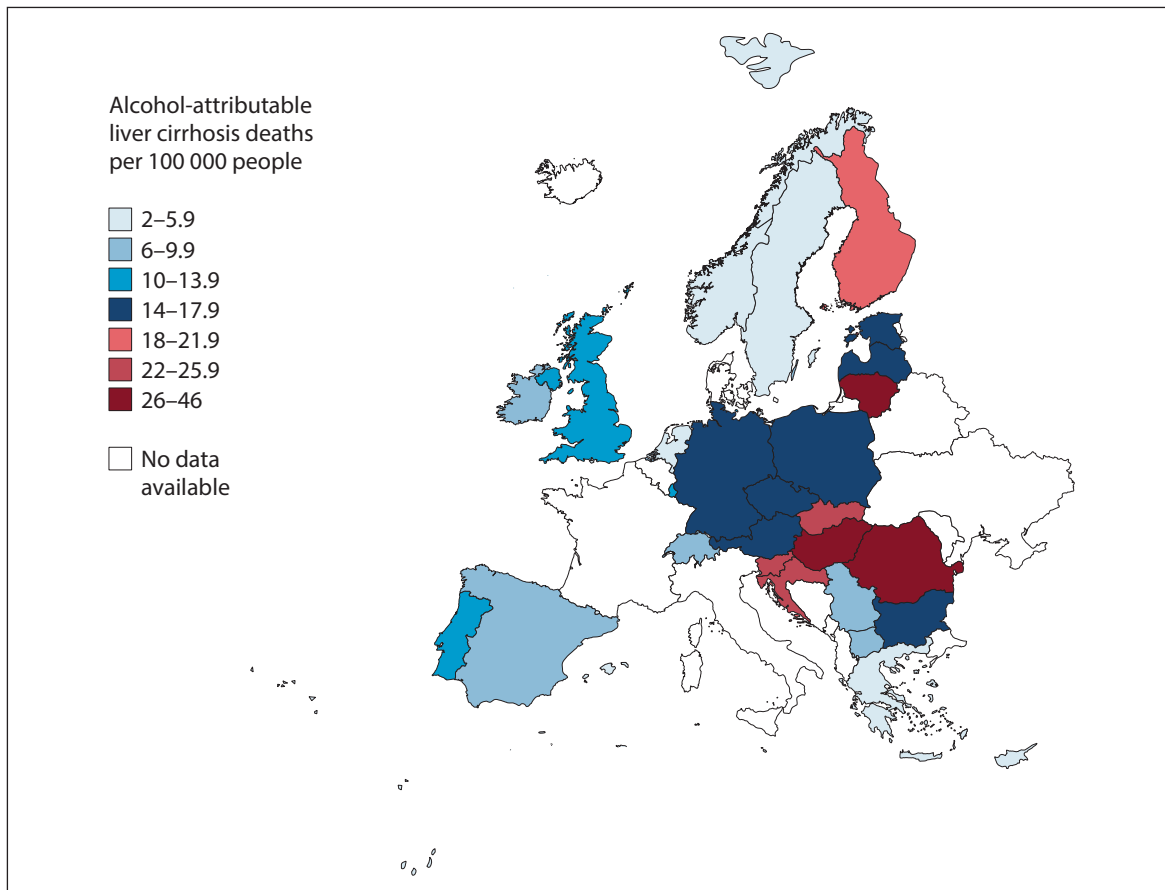 Alcohol-attributable
liver cirrhosis deaths
per 100 000 people
2–5.9
6–9.9
10–13.9
14–17.9
18–21.9
22–25.9
26–46
No data
available